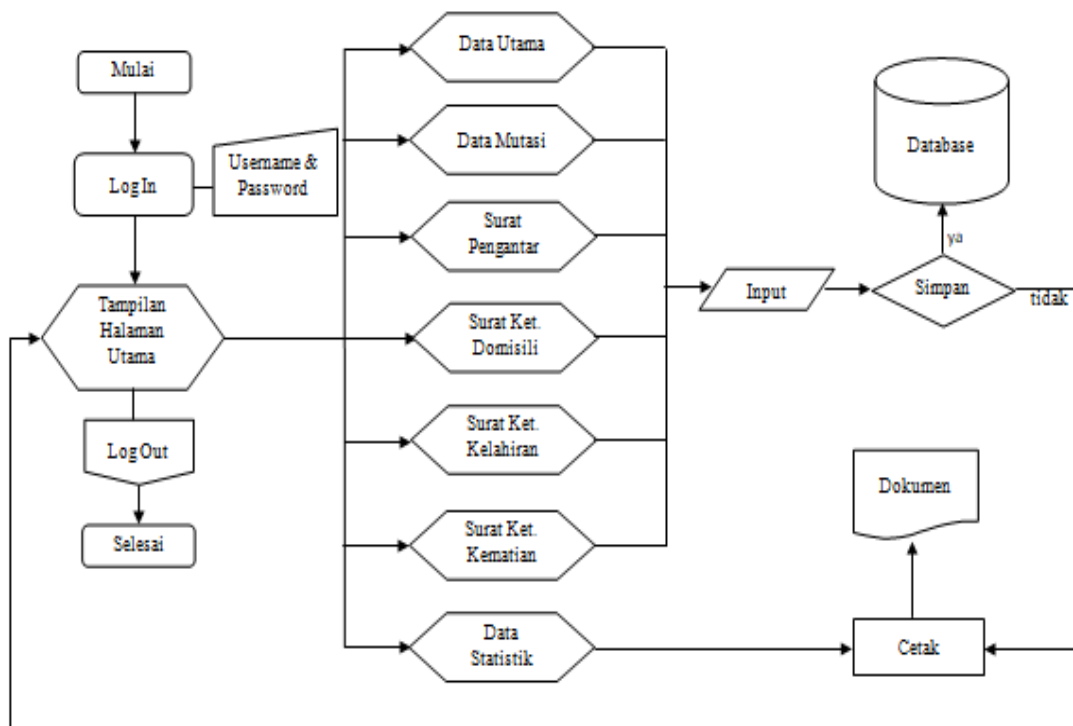 Mulai
Log In
Username &
Password
Tampilan
Halaman
Utama
Log Out
Selesai
Data Utama
Data Mutasi
Surat
Pengantar
Surat Ket.
Domisili
Surat Ket.
Kelahiran
Surat Ket.
Kematian
Data
Statistik
Input
Simpan
ya
tidak
Database
Dokumen
Cetak